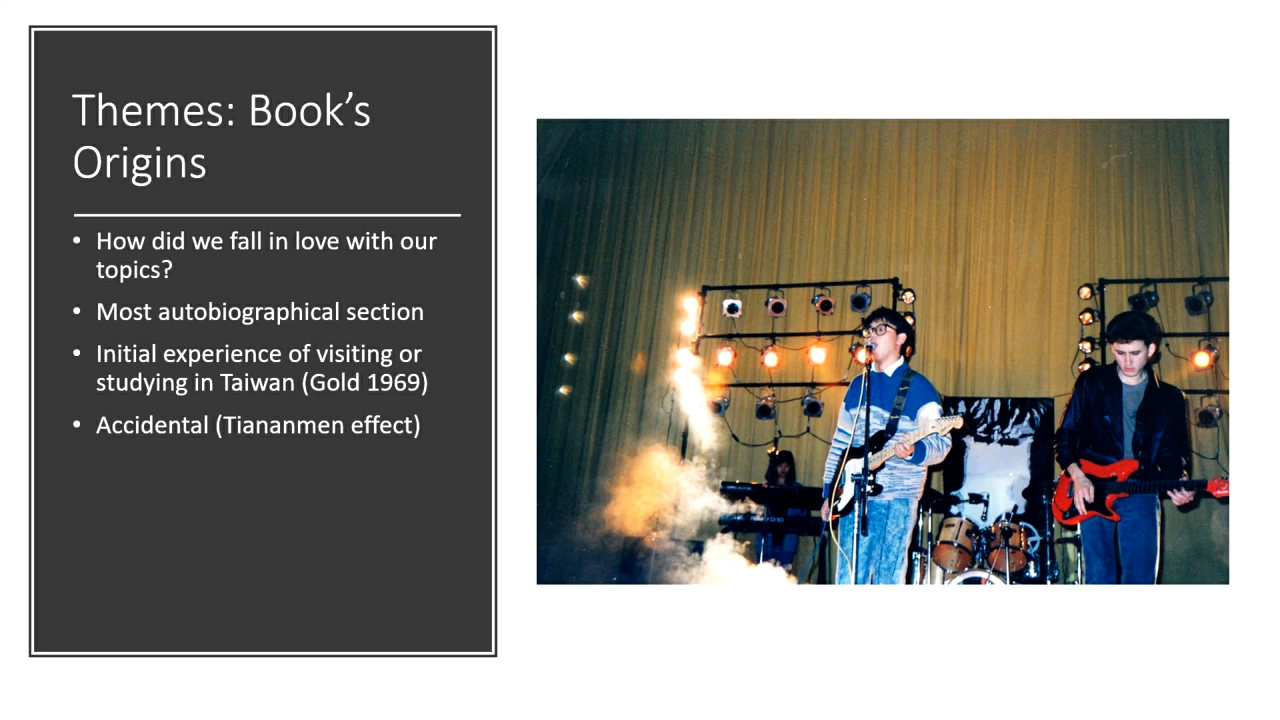 Themes: Book’s
Origins
• How did we fall in love with our
topics?
• Most autobiographical section
• Initial experience of visiting or
studying in Taiwan (Gold 1969)
• Accidental (Tiananmen effect)